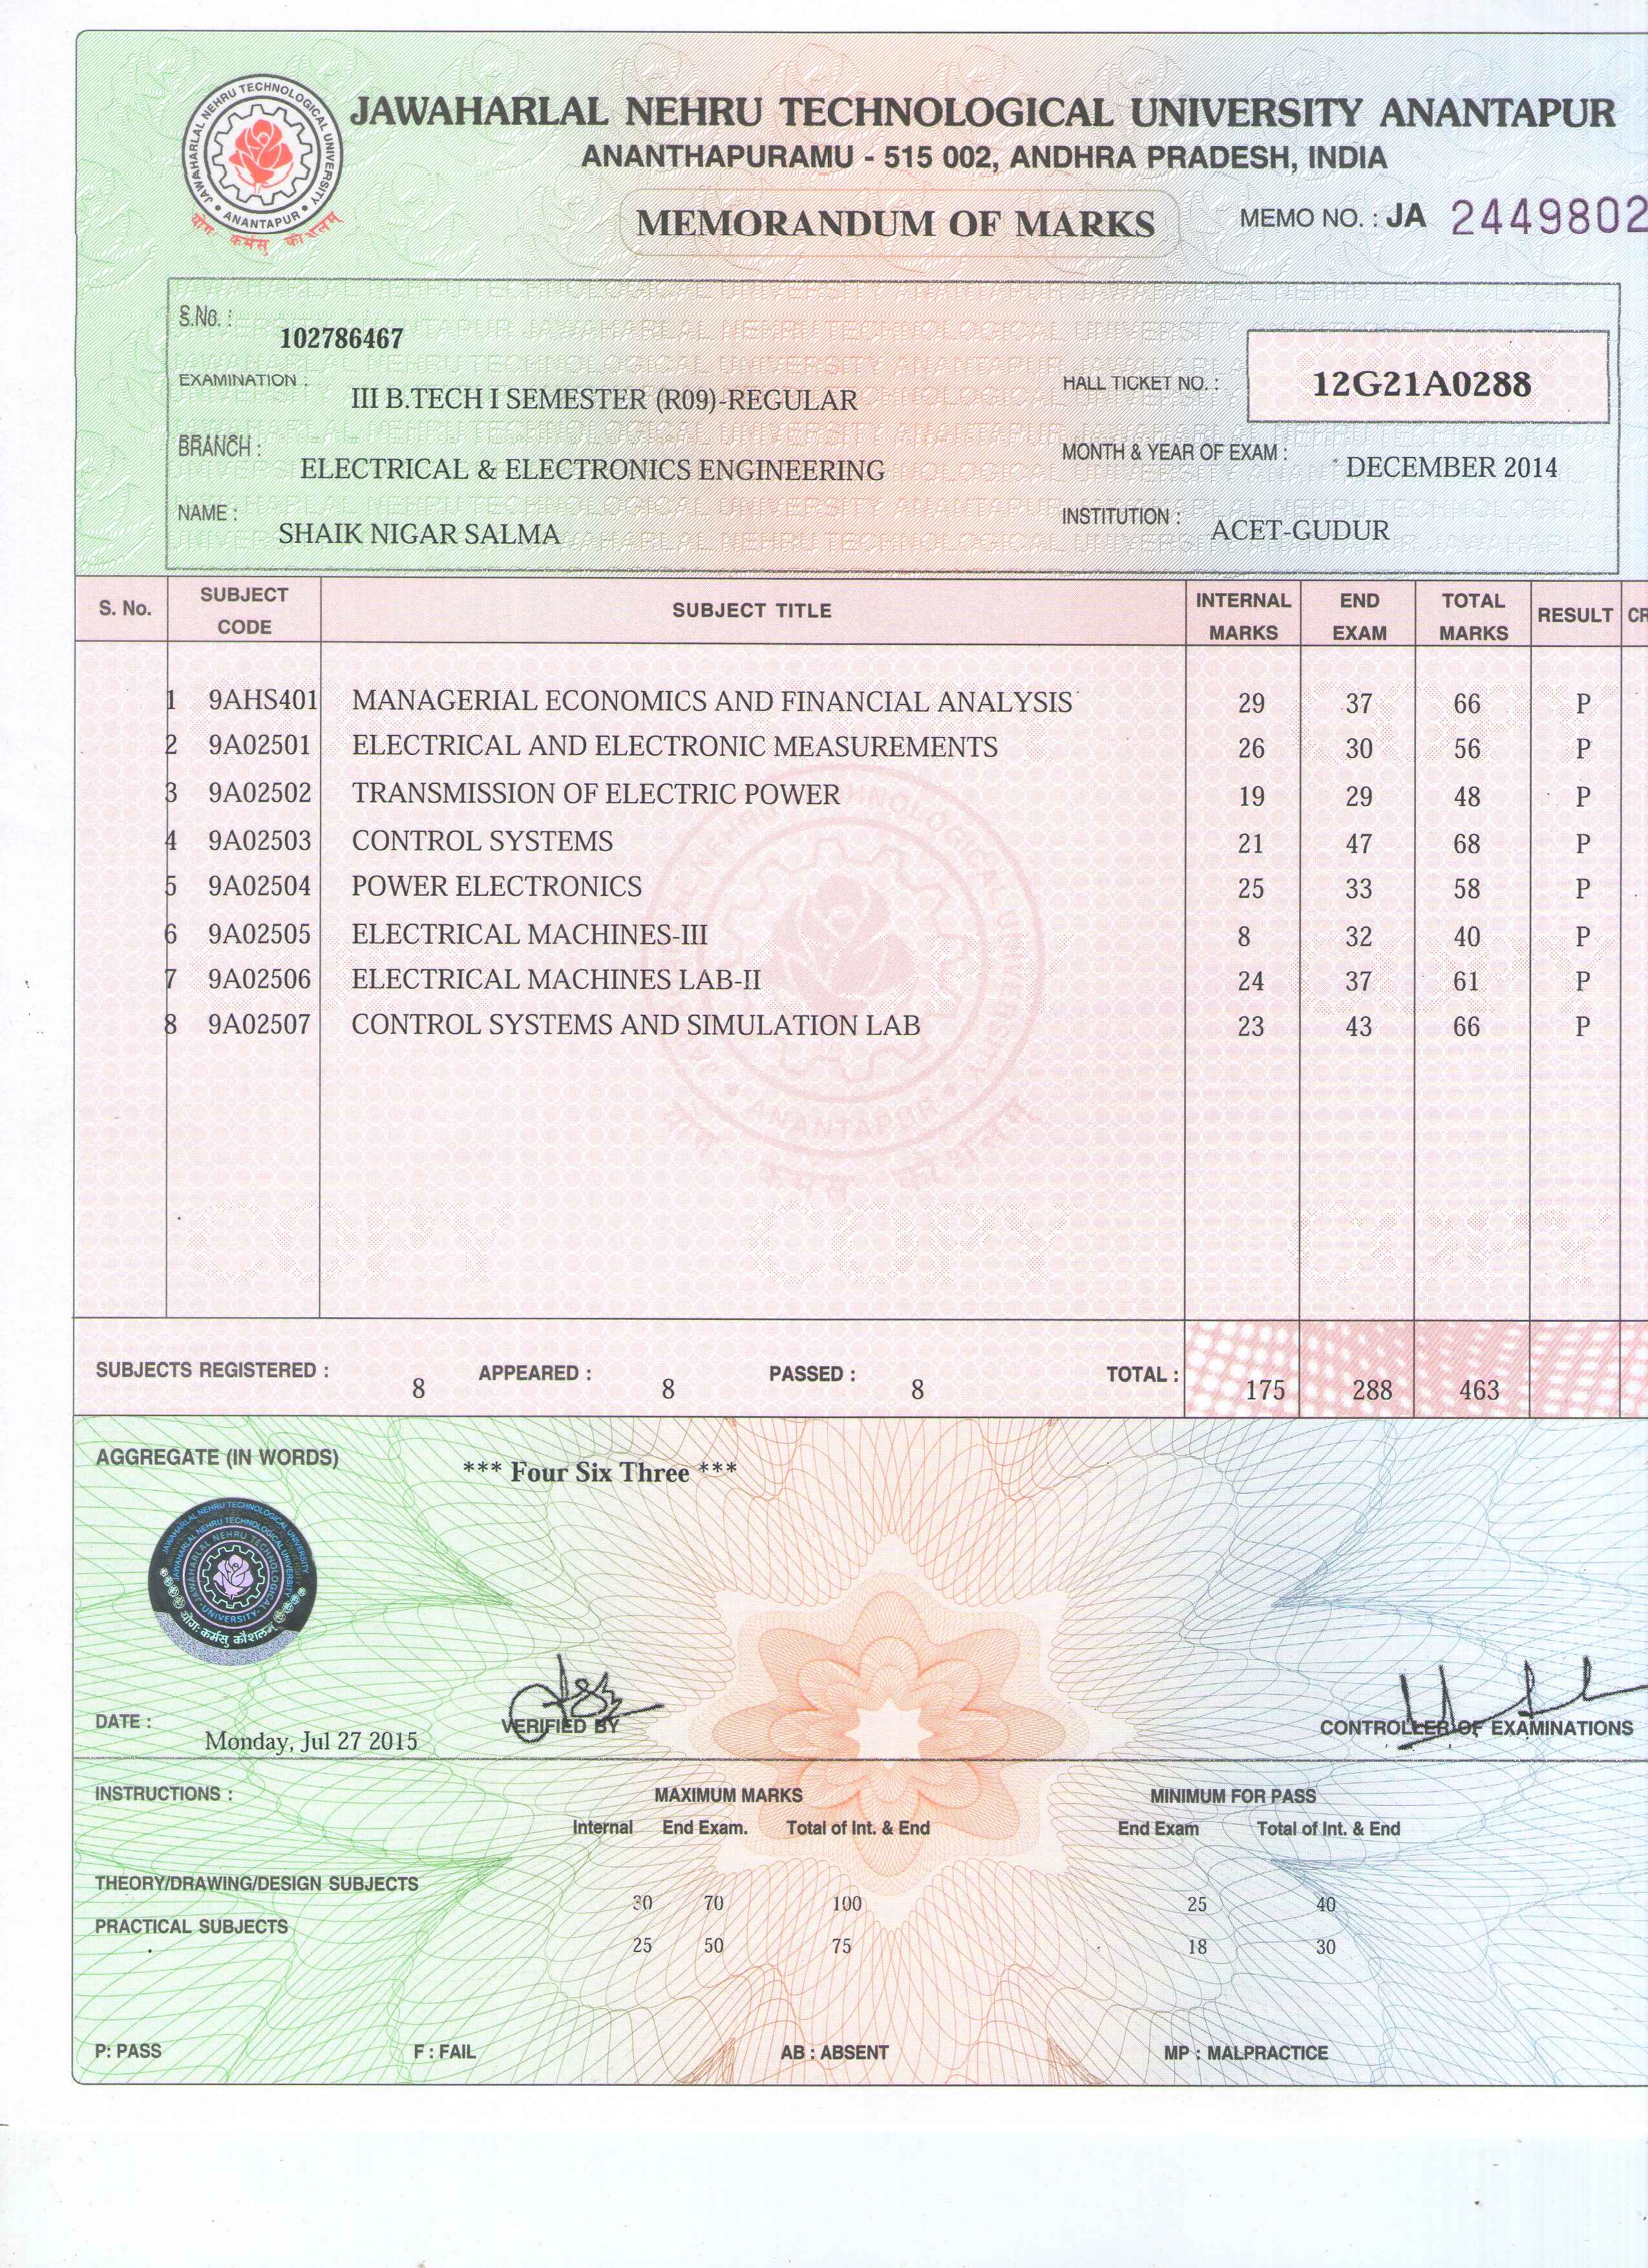 JAWAHARLAL NEHRU TECHNOLOGICAL UNIVERSITY ANANTAPUR
ANANTHAPURAMU - 515 002, ANDHRA PRADESH, INDIA
MEMORANDUM OF MARKS
MEMO NO. : JA 2449802
JAWAHARLAL NEHRU TECHNOLOGICAL UNIVERSITY
• ANANTAPUR •
योगः कर्मसु कौशलम्
S.No. : 102786467
EXAMINATION : III B.TECH I SEMESTER (R09)-REGULAR
HALL TICKET NO. : 12G21A0288
BRANCH : ELECTRICAL & ELECTRONICS ENGINEERING
MONTH & YEAR OF EXAM : DECEMBER 2014
NAME : SHAIK NIGAR SALMA
INSTITUTION : ACET-GUDUR
S. No. SUBJECT CODE SUBJECT TITLE INTERNAL MARKS END EXAM TOTAL MARKS RESULT CR
1 9AHS401 MANAGERIAL ECONOMICS AND FINANCIAL ANALYSIS 29 37 66 P
2 9A02501 ELECTRICAL AND ELECTRONIC MEASUREMENTS 26 30 56 P
3 9A02502 TRANSMISSION OF ELECTRIC POWER 19 29 48 P
4 9A02503 CONTROL SYSTEMS 21 47 68 P
5 9A02504 POWER ELECTRONICS 25 33 58 P
6 9A02505 ELECTRICAL MACHINES-III 8 32 40 P
7 9A02506 ELECTRICAL MACHINES LAB-II 24 37 61 P
8 9A02507 CONTROL SYSTEMS AND SIMULATION LAB 23 43 66 P
COPY COPY COPY
SUBJECTS REGISTERED : 8 APPEARED : 8 PASSED : 8 TOTAL : 175 288 463
AGGREGATE (IN WORDS) *** Four Six Three ***
JAWAHARLAL NEHRU TECHNOLOGICAL UNIVERSITY
योगः कर्मसु कौशलम्
DATE : Monday, Jul 27 2015
VERIFIED BY
CONTROLLER OF EXAMINATIONS
INSTRUCTIONS : MAXIMUM MARKS MINIMUM FOR PASS
Internal End Exam. Total of Int. & End End Exam Total of Int. & End
THEORY/DRAWING/DESIGN SUBJECTS 30 70 100 25 40
PRACTICAL SUBJECTS 25 50 75 18 30
P: PASS F : FAIL AB : ABSENT MP : MALPRACTICE